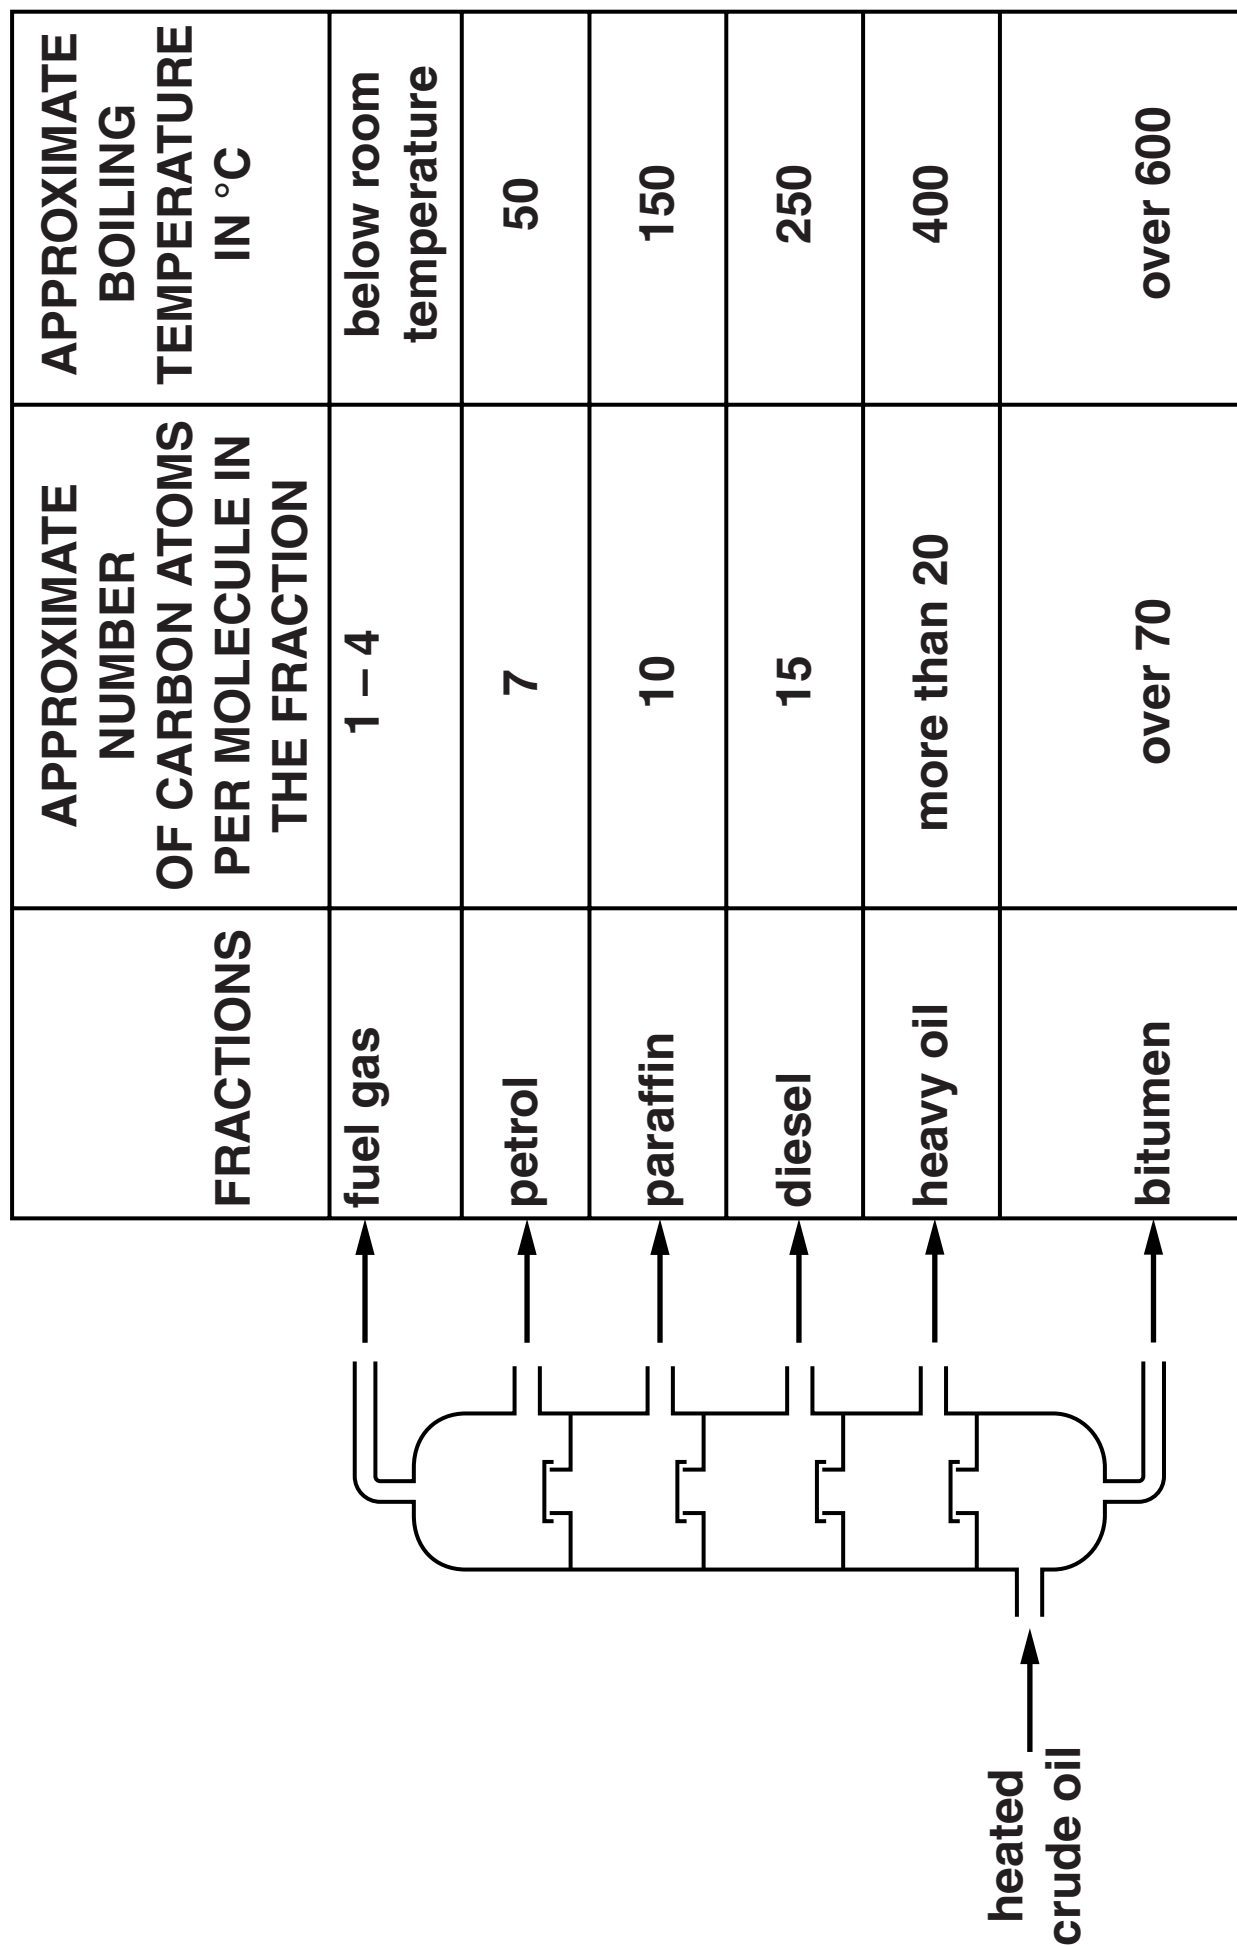 FRACTIONS
APPROXIMATE
NUMBER
OF CARBON ATOMS
PER MOLECULE IN
THE FRACTION
APPROXIMATE
BOILING
TEMPERATURE
IN °C
fuel gas
1 – 4
below room
temperature
petrol
7
50
paraffin
10
150
diesel
15
250
heavy oil
more than 20
400
bitumen
over 70
over 600
heated
crude oil